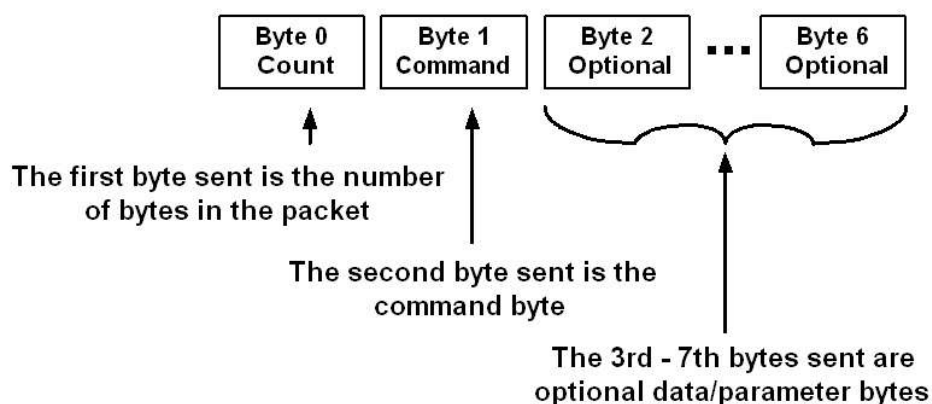 Byte 0
Count
Byte 1
Command
Byte 2
Optional
...
Byte 6
Optional
The first byte sent is the number
of bytes in the packet
The second byte sent is the
command byte
The 3rd - 7th bytes sent are
optional data/parameter bytes